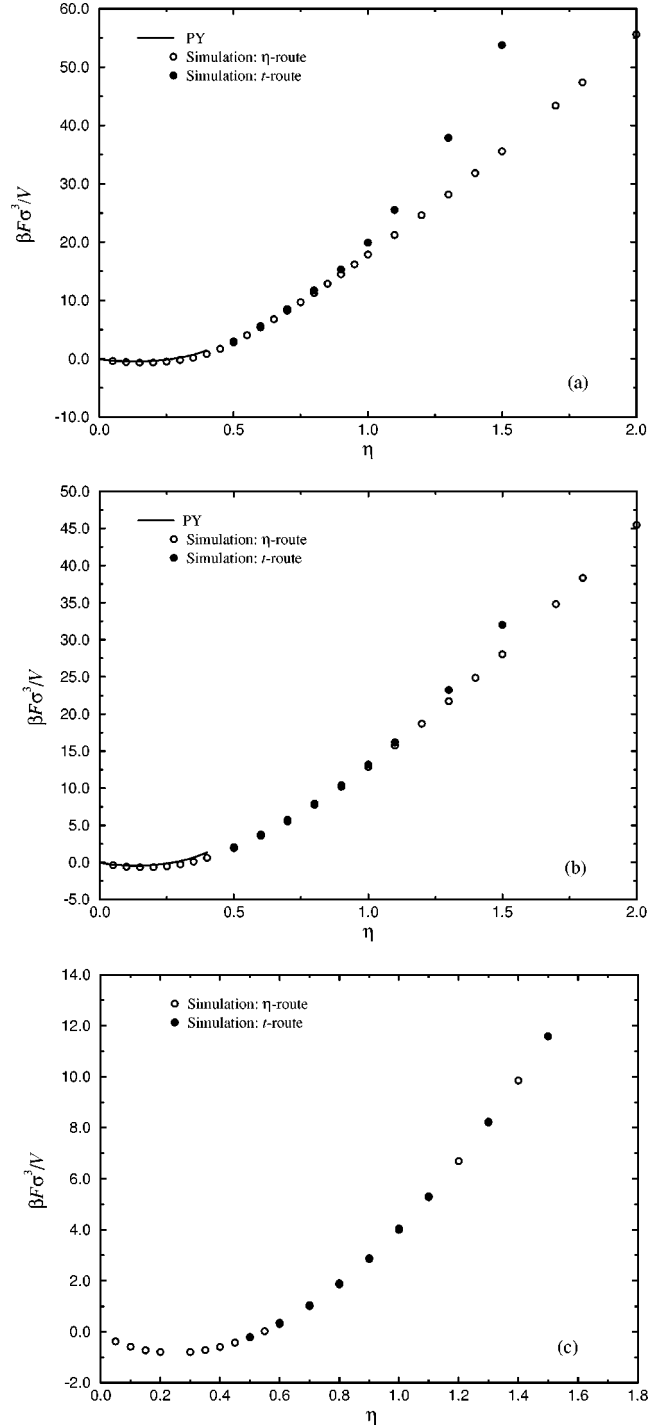 60.0
50.0
40.0
30.0
20.0
10.0
0.0
-10.0
βFσ³/V
PY
Simulation: η-route
Simulation: t-route
(a)
0.0 0.5 1.0 1.5 2.0
η
50.0
45.0
40.0
35.0
30.0
25.0
20.0
15.0
10.0
5.0
0.0
-5.0
βFσ³/V
PY
Simulation: η-route
Simulation: t-route
(b)
0.0 0.5 1.0 1.5 2.0
η
14.0
12.0
10.0
8.0
6.0
4.0
2.0
0.0
-2.0
βFσ³/V
Simulation: η-route
Simulation: t-route
(c)
0.0 0.2 0.4 0.6 0.8 1.0 1.2 1.4 1.6 1.8
η